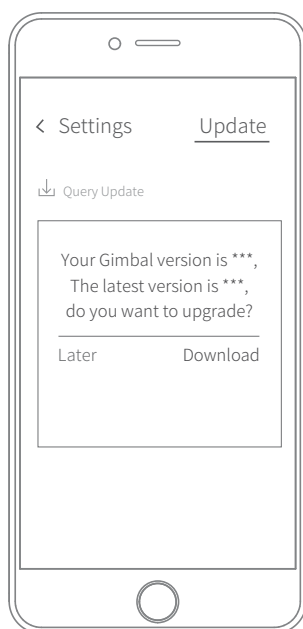 < Settings Update
Query Update
Your Gimbal version is ***,
The latest version is ***,
do you want to upgrade?
Later Download